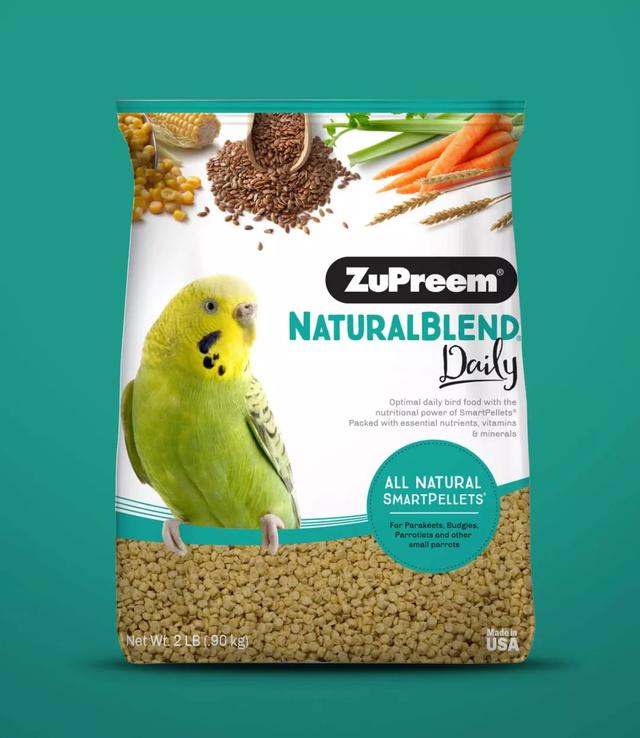 ZuPreem®
NATURALBLEND®
Daily
Optimal daily bird food with the
nutritional power of SmartPellets®
Packed with essential nutrients, vitamins
& minerals
ALL NATURAL
SMARTPELLETS®
For Parakeets, Budgies,
Parrotlets and other
small parrots
Net Wt. 2 LB (.90 kg)
Made in
USA